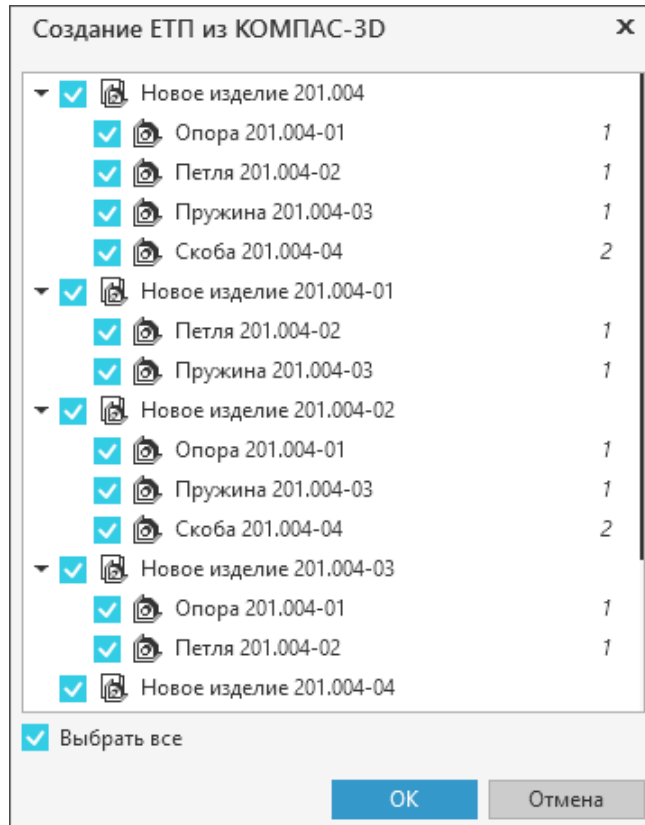 Создание ЕТП из КОМПАС-3D
Новое изделие 201.004
Опора 201.004-01 1
Петля 201.004-02 1
Пружина 201.004-03 1
Скоба 201.004-04 2
Новое изделие 201.004-01
Петля 201.004-02 1
Пружина 201.004-03 1
Новое изделие 201.004-02
Опора 201.004-01 1
Пружина 201.004-03 1
Скоба 201.004-04 2
Новое изделие 201.004-03
Опора 201.004-01 1
Петля 201.004-02 1
Новое изделие 201.004-04
Выбрать все
ОК Отмена